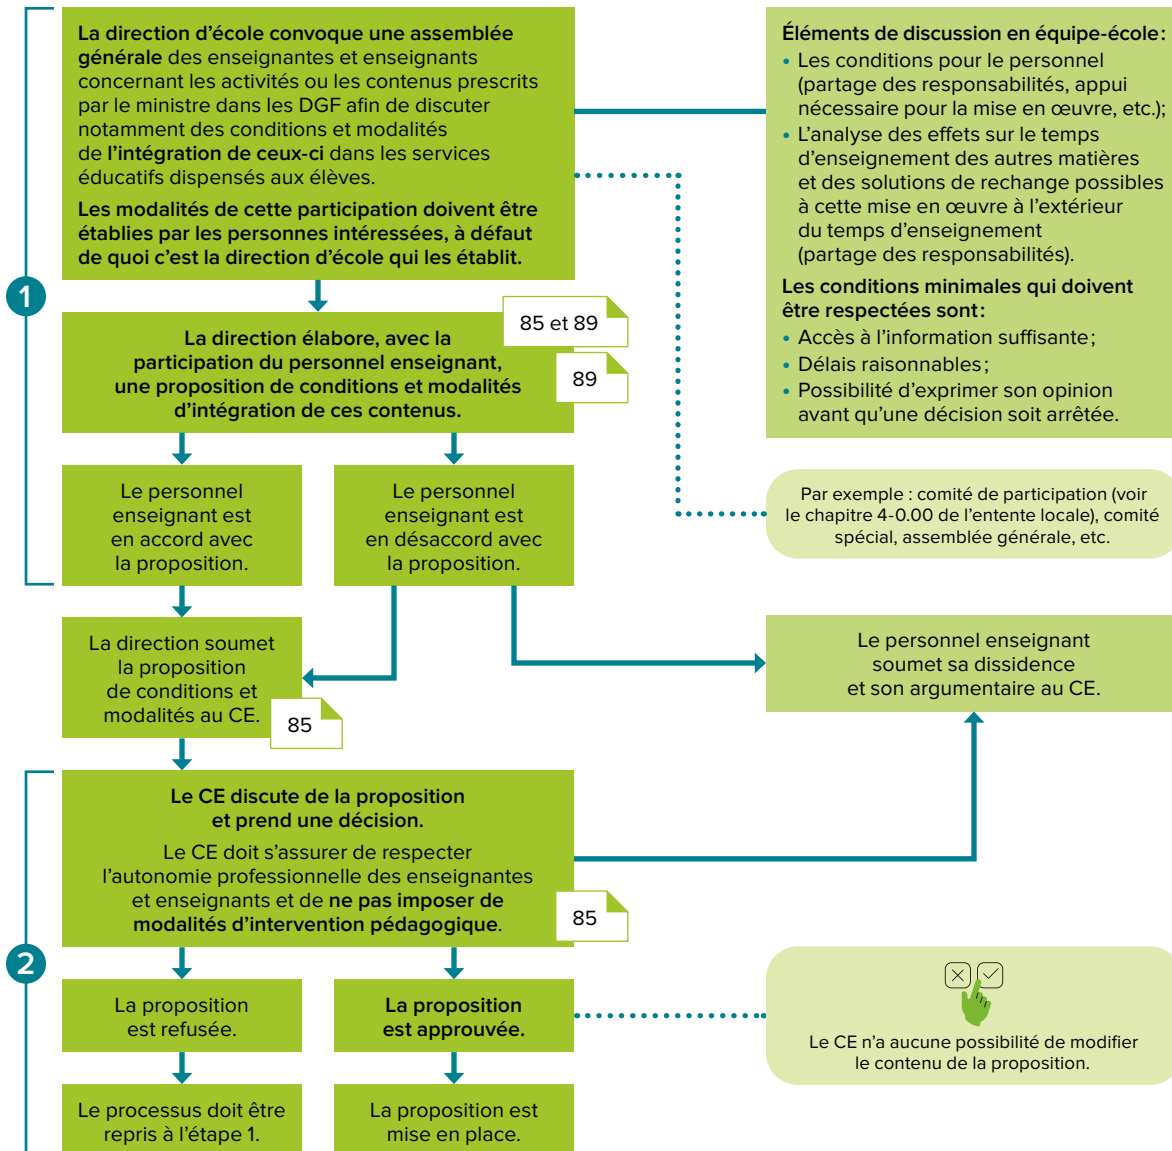 La direction d’école convoque une assemblée
générale des enseignantes et enseignants
concernant les activités ou les contenus prescrits
par le ministre dans les DGF afin de discuter
notamment des conditions et modalités
de l’intégration de ceux-ci dans les services
éducatifs dispensés aux élèves.
Les modalités de cette participation doivent être
établies par les personnes intéressées, à défaut
de quoi c’est la direction d’école qui les établit.
Éléments de discussion en équipe-école :
• Les conditions pour le personnel
(partage des responsabilités, appui
nécessaire pour la mise en œuvre, etc.);
• L’analyse des effets sur le temps
d’enseignement des autres matières
et des solutions de rechange possibles
à cette mise en œuvre à l’extérieur
du temps d’enseignement
(partage des responsabilités).
Les conditions minimales qui doivent
être respectées sont :
• Accès à l’information suffisante ;
• Délais raisonnables ;
• Possibilité d’exprimer son opinion
avant qu’une décision soit arrêtée.
1
La direction élabore, avec la
participation du personnel enseignant,
une proposition de conditions et modalités
d’intégration de ces contenus.
85 et 89
89
Le personnel
enseignant est
en accord avec
la proposition.
Le personnel
enseignant est
en désaccord avec
la proposition.
Par exemple : comité de participation (voir
le chapitre 4-0.00 de l’entente locale), comité
spécial, assemblée générale, etc.
La direction soumet
la proposition
de conditions et
modalités au CE.
85
Le personnel enseignant
soumet sa dissidence
et son argumentaire au CE.
2
Le CE discute de la proposition
et prend une décision.
Le CE doit s’assurer de respecter
l’autonomie professionnelle des enseignantes
et enseignants et de ne pas imposer de
modalités d’intervention pédagogique.
85
La proposition
est refusée.
La proposition
est approuvée.
Le CE n’a aucune possibilité de modifier
le contenu de la proposition.
Le processus doit être
repris à l’étape 1.
La proposition est
mise en place.